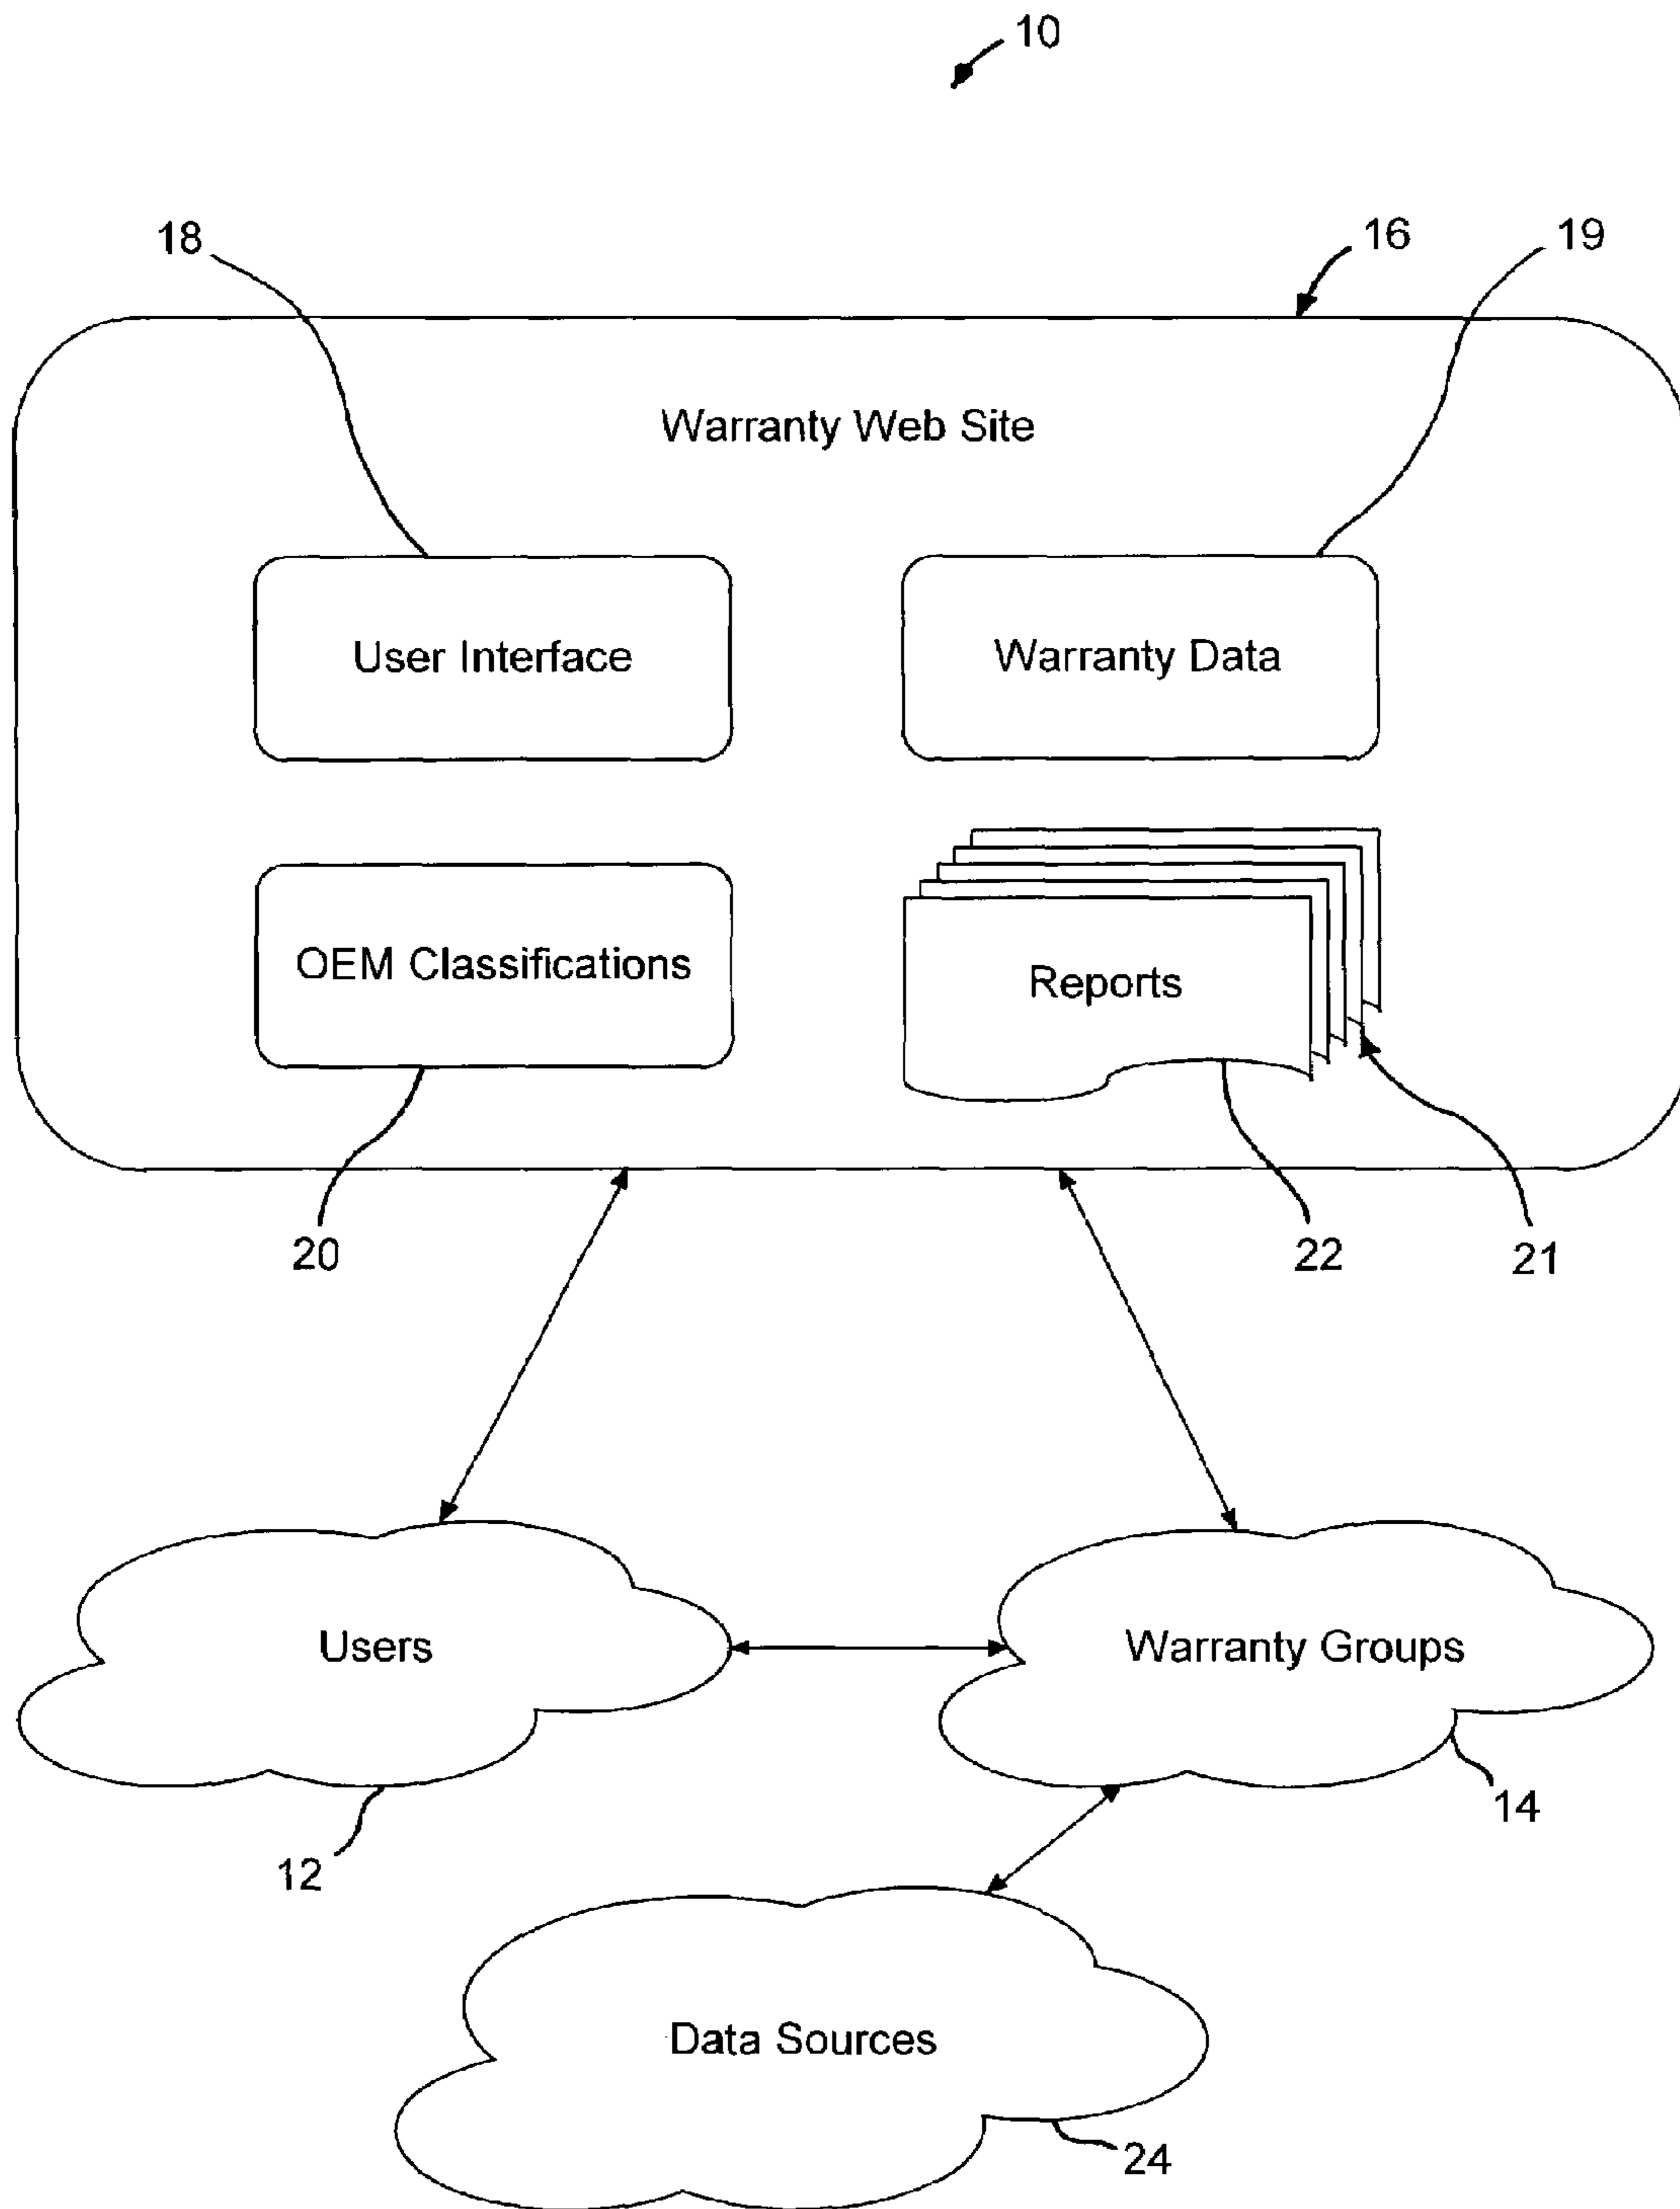 10
18
16
19
Warranty Web Site
User Interface
Warranty Data
OEM Classifications
Reports
20
22
21
Users
Warranty Groups
14
12
Data Sources
24